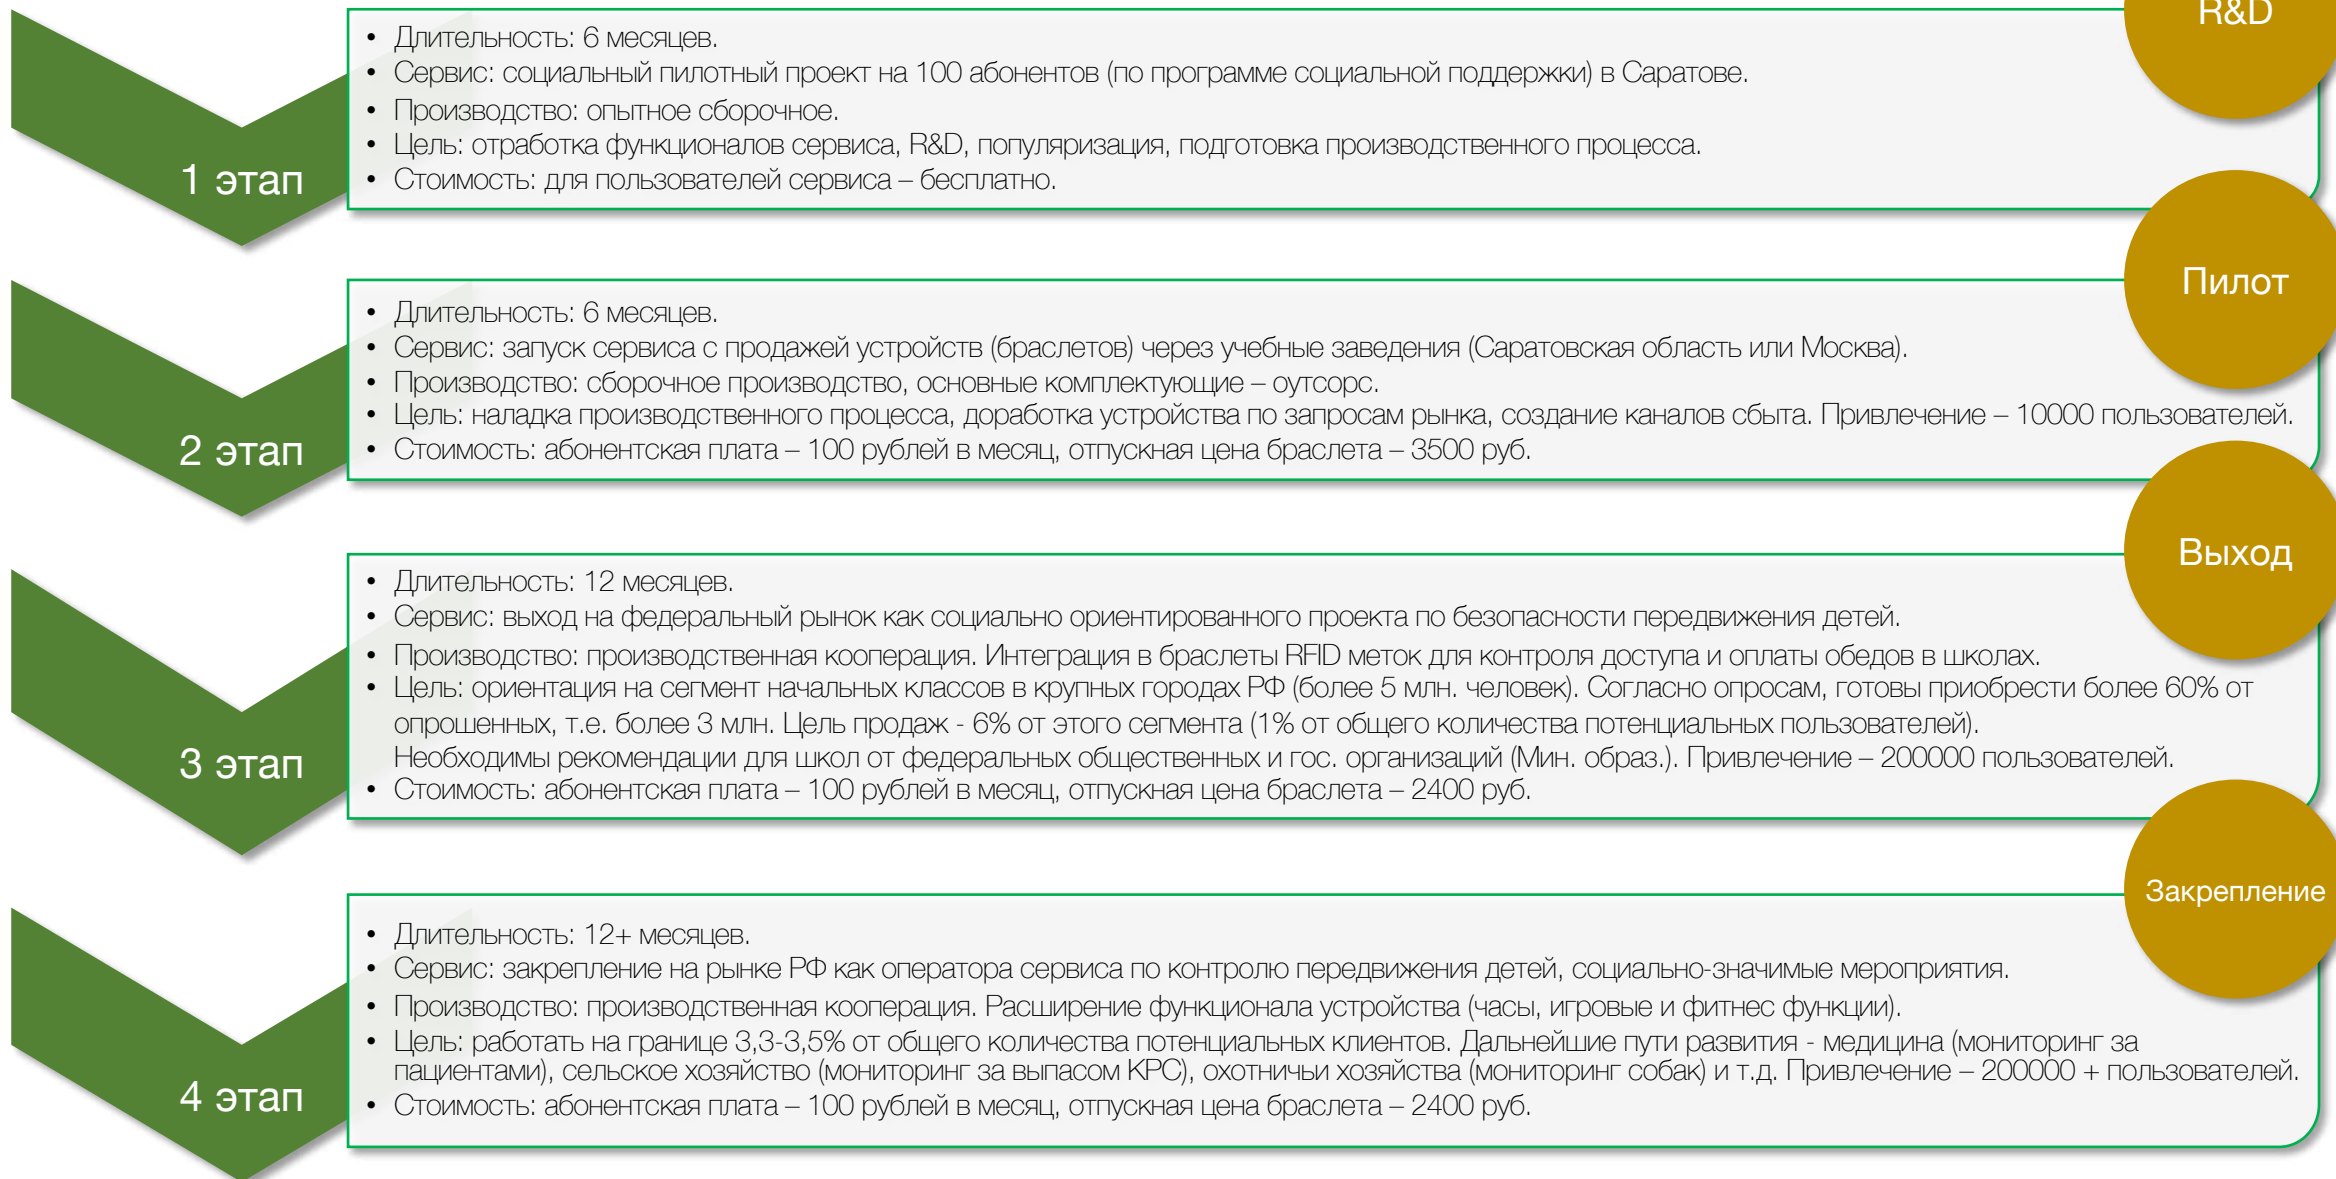 R&D
• Длительность: 6 месяцев.
• Сервис: социальный пилотный проект на 100 абонентов (по программе социальной поддержки) в Саратове.
• Производство: опытное сборочное.
• Цель: отработка функционалов сервиса, R&D, популяризация, подготовка производственного процесса.
• Стоимость: для пользователей сервиса – бесплатно.
1 этап
Пилот
• Длительность: 6 месяцев.
• Сервис: запуск сервиса с продажей устройств (браслетов) через учебные заведения (Саратовская область или Москва).
• Производство: сборочное производство, основные комплектующие – оутсорс.
• Цель: наладка производственного процесса, доработка устройства по запросам рынка, создание каналов сбыта. Привлечение – 10000 пользователей.
• Стоимость: абонентская плата – 100 рублей в месяц, отпускная цена браслета – 3500 руб.
2 этап
Выход
• Длительность: 12 месяцев.
• Сервис: выход на федеральный рынок как социально ориентированного проекта по безопасности передвижения детей.
• Производство: производственная кооперация. Интеграция в браслеты RFID меток для контроля доступа и оплаты обедов в школах.
• Цель: ориентация на сегмент начальных классов в крупных городах РФ (более 5 млн. человек). Согласно опросам, готовы приобрести более 60% от
опрошенных, т.е. более 3 млн. Цель продаж - 6% от этого сегмента (1% от общего количества потенциальных пользователей).
Необходимы рекомендации для школ от федеральных общественных и гос. организаций (Мин. образ.). Привлечение – 200000 пользователей.
• Стоимость: абонентская плата – 100 рублей в месяц, отпускная цена браслета – 2400 руб.
3 этап
Закрепление
• Длительность: 12+ месяцев.
• Сервис: закрепление на рынке РФ как оператора сервиса по контролю передвижения детей, социально-значимые мероприятия.
• Производство: производственная кооперация. Расширение функционала устройства (часы, игровые и фитнес функции).
• Цель: работать на границе 3,3-3,5% от общего количества потенциальных клиентов. Дальнейшие пути развития - медицина (мониторинг за
пациентами), сельское хозяйство (мониторинг за выпасом КРС), охотничьи хозяйства (мониторинг собак) и т.д. Привлечение – 200000 + пользователей.
• Стоимость: абонентская плата – 100 рублей в месяц, отпускная цена браслета – 2400 руб.
4 этап